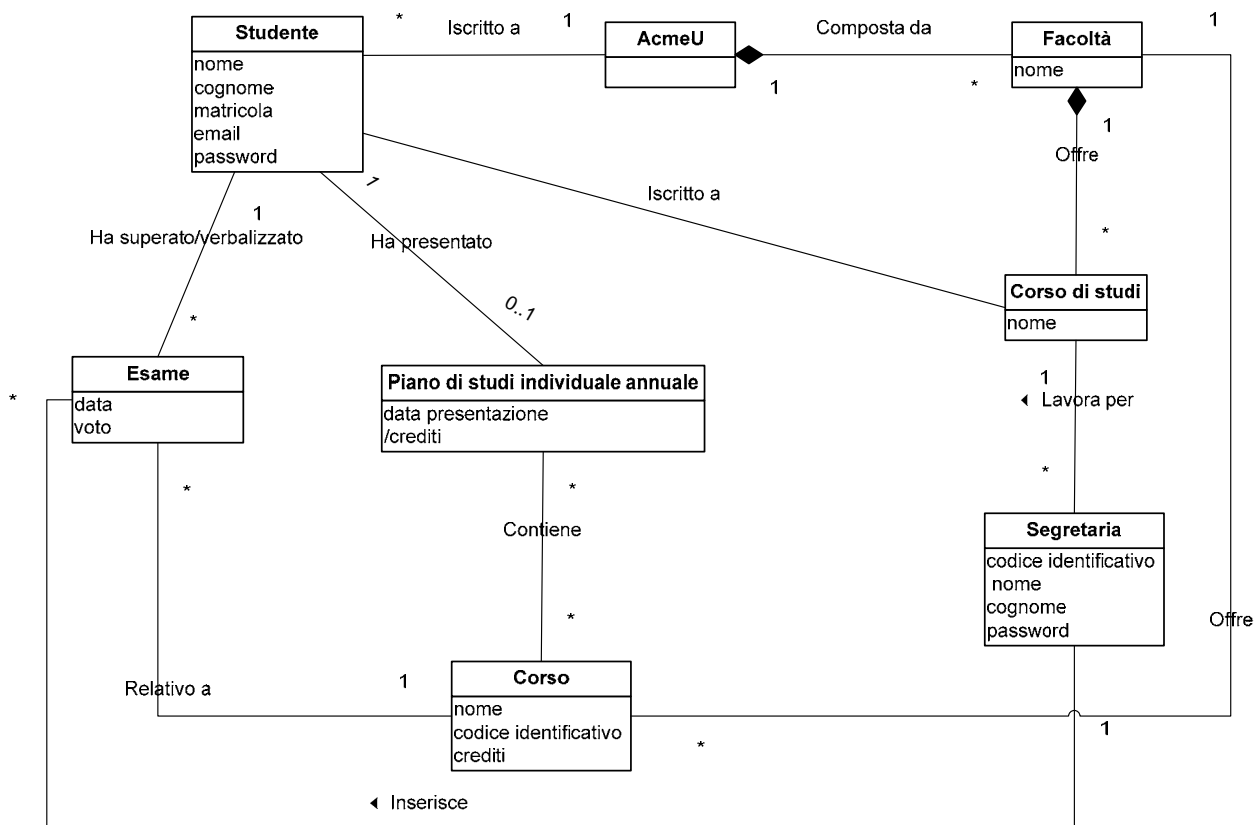 *
Iscritto a
1
Composta da
1
Studente
nome
cognome
matricola
email
password
AcmeU
1
*
Facoltà
nome
1
Offre
1
1
Ha superato/verbalizzato
Ha presentato
Iscritto a
*
0..1
*
Corso di studi
nome
1
Lavora per
*
*
Esame
data
voto
Piano di studi individuale annuale
data presentazione
/crediti
*
*
Contiene
*
Segretaria
codice identificativo
nome
cognome
password
Offre
Relativo a
1
Corso
nome
codice identificativo
crediti
*
1
Inserisce